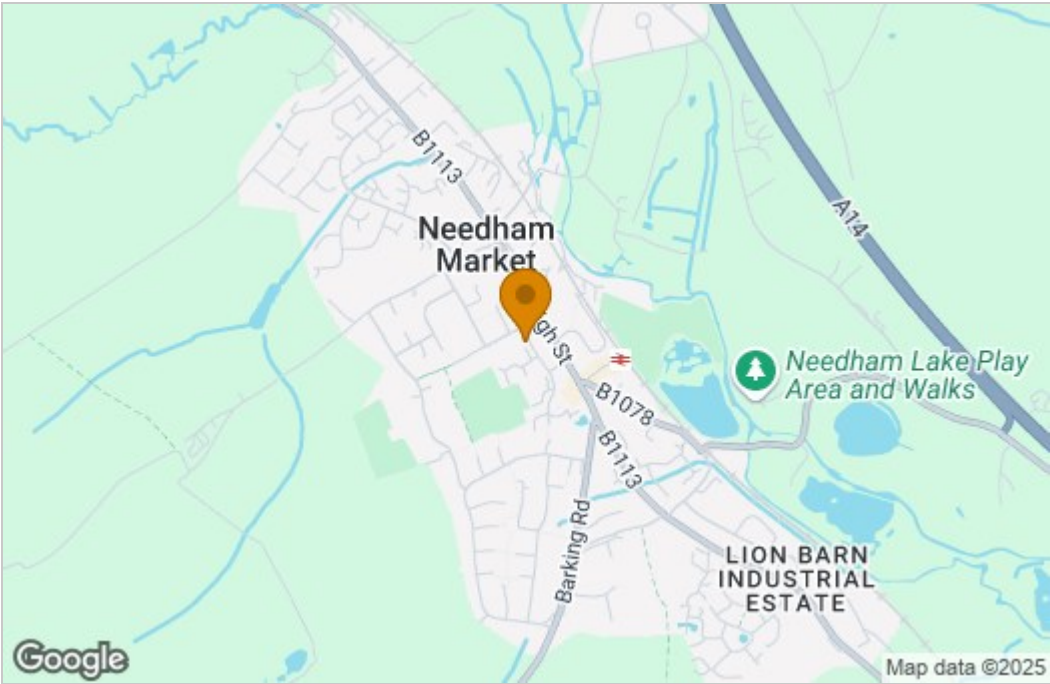 B1113
A14
Needham
Market
igh St
Needham Lake Play
Area and Walks
B1078
B1113
Barking Rd
LION BARN
INDUSTRIAL
ESTATE
Google
Map data ©2025